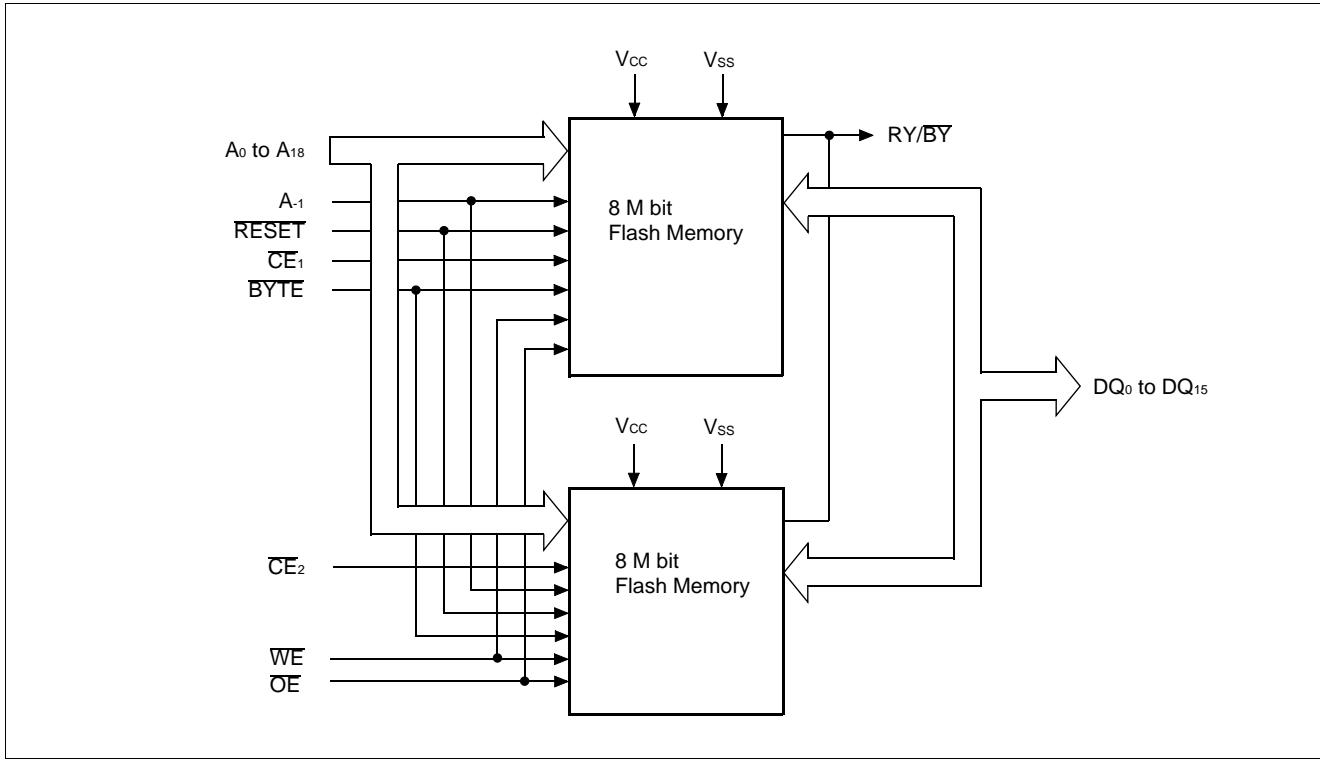 VCC VSS
A0 to A18
RY/BY
A-1
RESET
CE1
BYTE
8 M bit
Flash Memory
DQ0 to DQ15
VCC VSS
CE2
8 M bit
Flash Memory
WE
OE